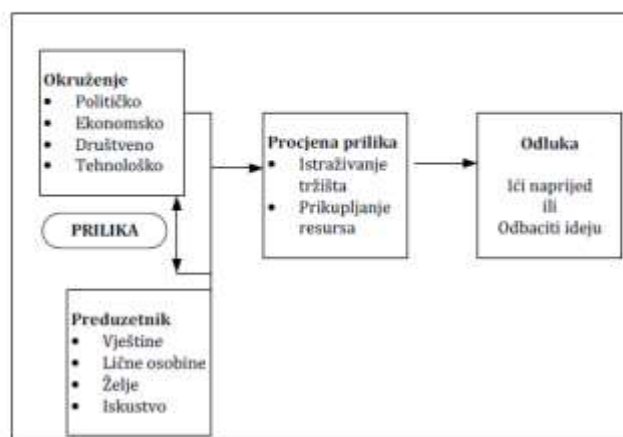 Okruženje
• Političko
• Ekonomsko
• Društveno
• Tehnološko
PRILIKA
Preduzetnik
• Vještine
• Lične osobine
• Želje
• Iskustvo
Procjena prilika
• Istraživanje
tržišta
• Prikupljanje
resursa
Odluka
Ići naprijed
ili
Odbaciti ideju